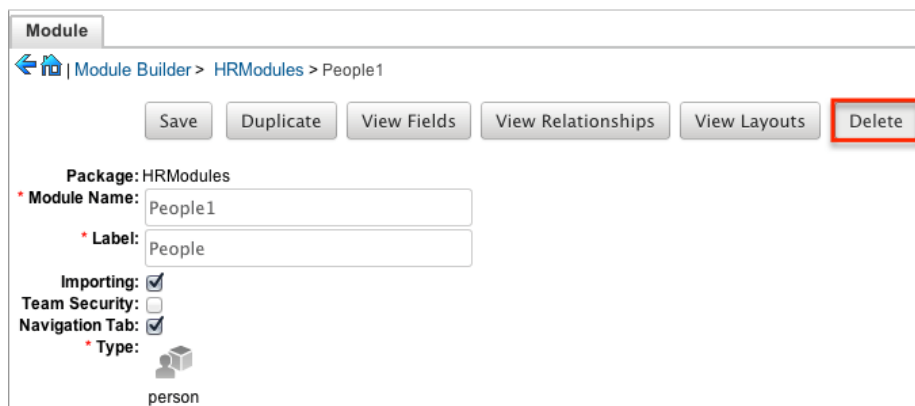 Module
| Module Builder > HRModules > People1
Save Duplicate View Fields View Relationships View Layouts Delete
Package: HRModules
* Module Name: People1
* Label: People
Importing:
Team Security:
Navigation Tab:
* Type:
person